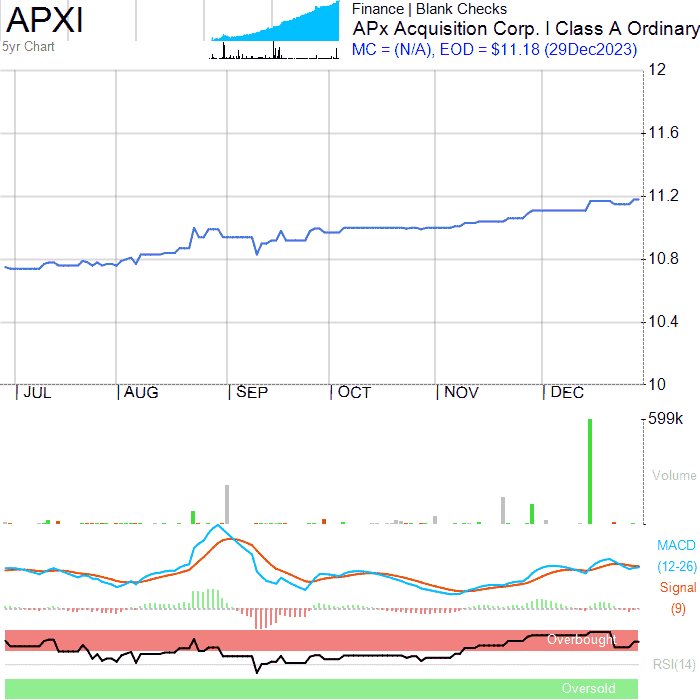 APXI
5yr Chart
Finance | Blank Checks
APx Acquisition Corp. I Class A Ordinary
MC = (N/A), EOD = $11.18 (29Dec2023)
12
11.6
11.2
10.8
10.4
10
JUL AUG SEP OCT NOV DEC
599k
Volume
MACD
(12-26)
Signal
(9)
Overbought
RSI(14)
Oversold